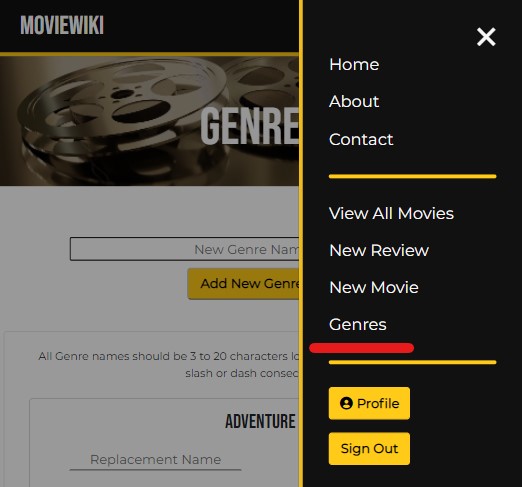 MOVIEWIKI
GENRE
New Genre Nam
Add New Genre
All Genre names should be 3 to 20 characters lo
slash or dash consec
ADVENTURE
Replacement Name
Home
About
Contact
View All Movies
New Review
New Movie
Genres
Profile
Sign Out